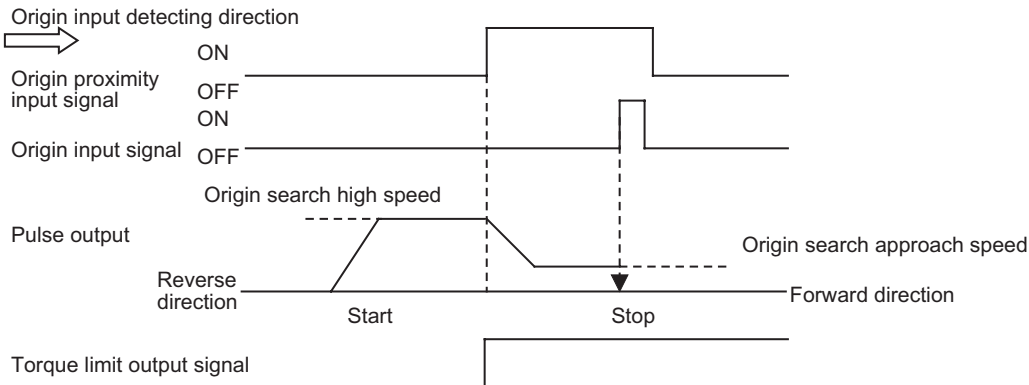 Origin input detecting direction
ON
Origin proximity
input signal
OFF
ON
Origin input signal
OFF
Origin search high speed
Pulse output
Origin search approach speed
Reverse
direction
Forward direction
Start
Stop
Torque limit output signal